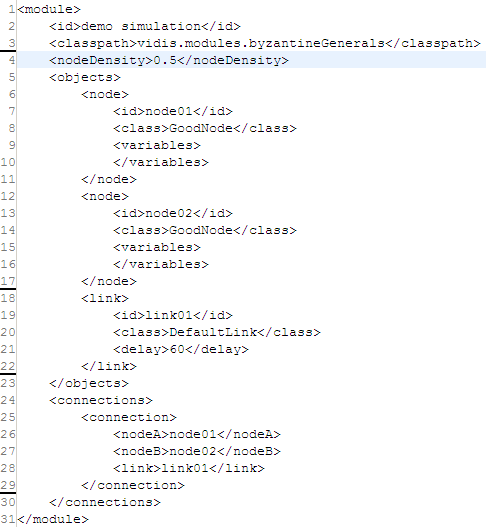 1<module>
2    <id>demo simulation</id>
3    <classpath>vidis.modules.byzantineGenerals</classpath>
4    <nodeDensity>0.5</nodeDensity>
5    <objects>
6        <node>
7            <id>node01</id>
8            <class>GoodNode</class>
9            <variables>
10            </variables>
11        </node>
12        <node>
13            <id>node02</id>
14            <class>GoodNode</class>
15            <variables>
16            </variables>
17        </node>
18        <link>
19            <id>link01</id>
20            <class>DefaultLink</class>
21            <delay>60</delay>
22        </link>
23    </objects>
24    <connections>
25        <connection>
26            <nodeA>node01</nodeA>
27            <nodeB>node02</nodeB>
28            <link>link01</link>
29        </connection>
30    </connections>
31</module>